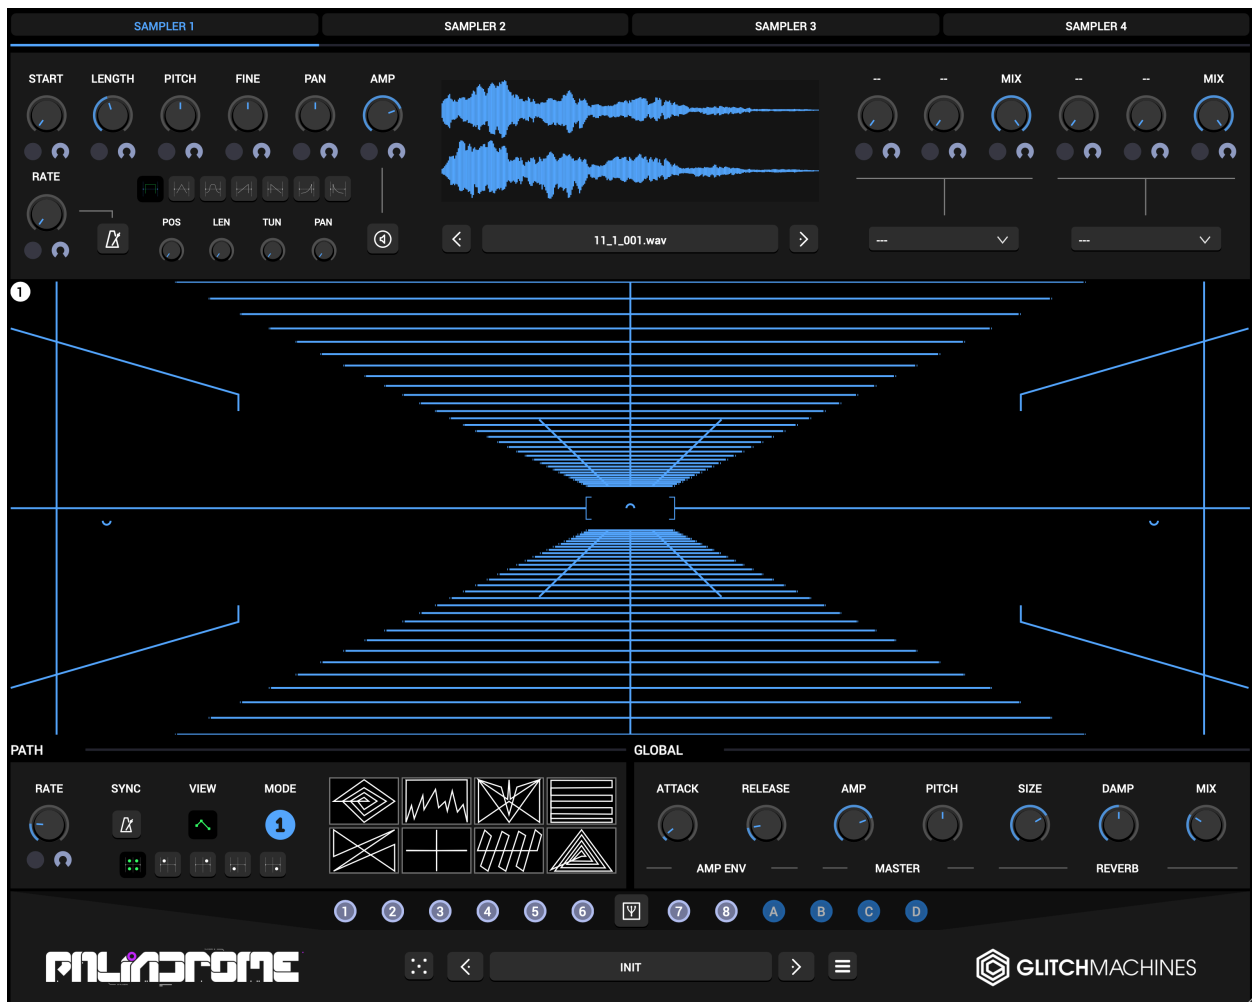 SAMPLER 1 SAMPLER 2 SAMPLER 3 SAMPLER 4
START LENGTH PITCH FINE PAN AMP -- -- MIX -- -- MIX
RATE
POS LEN TUN PAN
11_1_001.wav --- ---
1
PATH GLOBAL
RATE SYNC VIEW MODE ATTACK RELEASE AMP PITCH SIZE DAMP MIX
1
AMP ENV MASTER REVERB
1 2 3 4 5 6 7 8 A B C D
PALINDROME INIT GLITCHMACHINES